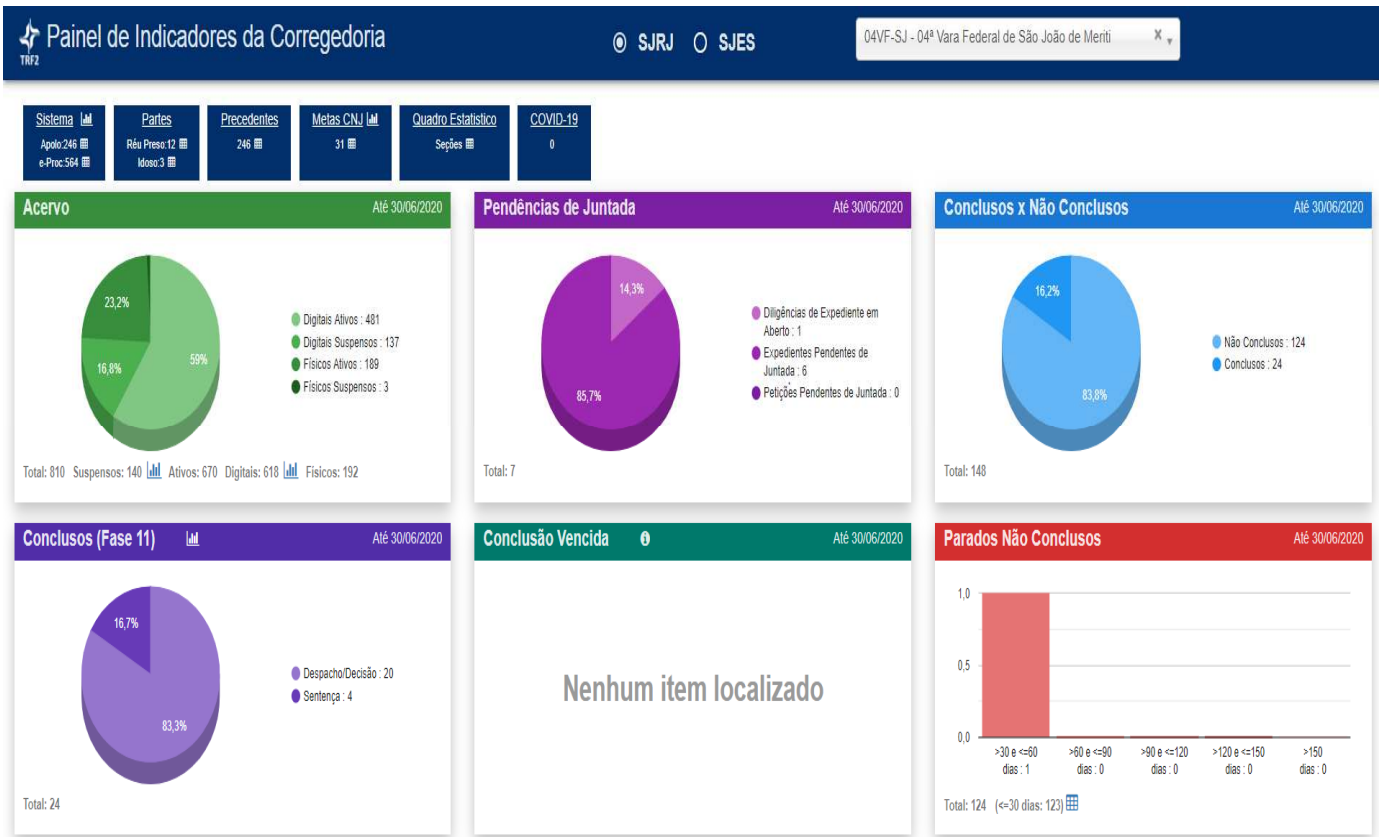 Painel de Indicadores da Corregedoria
TRF2
SJRJ SJES
04VF-SJ - 04ª Vara Federal de São João de Meriti x
Sistema
Apolo:246
e-Proc:564
Partes
Réu Preso:12
Idoso:3
Precedentes
246
Metas CNJ
31
Quadro Estatistico
Seções
COVID-19
0
Acervo Até 30/06/2020
23,2%
16,8%
59%
Digitais Ativos : 481
Digitais Suspensos : 137
Físicos Ativos : 189
Físicos Suspensos : 3
Total: 810 Suspensos: 140 Ativos: 670 Digitais: 618 Fisicos: 192
Pendências de Juntada Até 30/06/2020
14,3%
85,7%
Diligências de Expediente em
Aberto : 1
Expedientes Pendentes de
Juntada : 6
Petições Pendentes de Juntada : 0
Total: 7
Conclusos x Não Conclusos Até 30/06/2020
16,2%
83,8%
Não Conclusos : 124
Conclusos : 24
Total: 148
Conclusos (Fase 11) Até 30/06/2020
16,7%
83,3%
Despacho/Decisão : 20
Sentença : 4
Total: 24
Conclusão Vencida Até 30/06/2020
Nenhum item localizado
Parados Não Conclusos Até 30/06/2020
1,0
0,5
0,0
>30 e <=60 >60 e <=90 >90 e <=120 >120 e <=150 >150
dias : 1 dias : 0 dias : 0 dias : 0 dias : 0
Total: 124 (<=30 dias: 123)